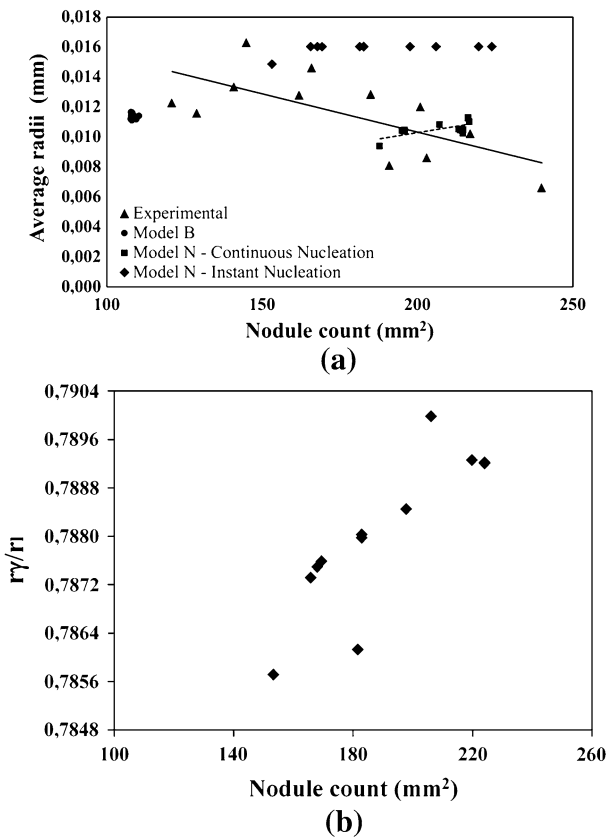 0,018
0,016
0,014
0,012
0,010
0,008
0,006
0,004
0,002
0,000
Average radii (mm)
Experimental
Model B
Model N - Continuous Nucleation
Model N - Instant Nucleation
100 150 200 250
Nodule count (mm²)
(a)
0,7904
0,7896
0,7888
0,7880
0,7872
0,7864
0,7856
0,7848
rγ/rl
100 140 180 220 260
Nodule count (mm²)
(b)